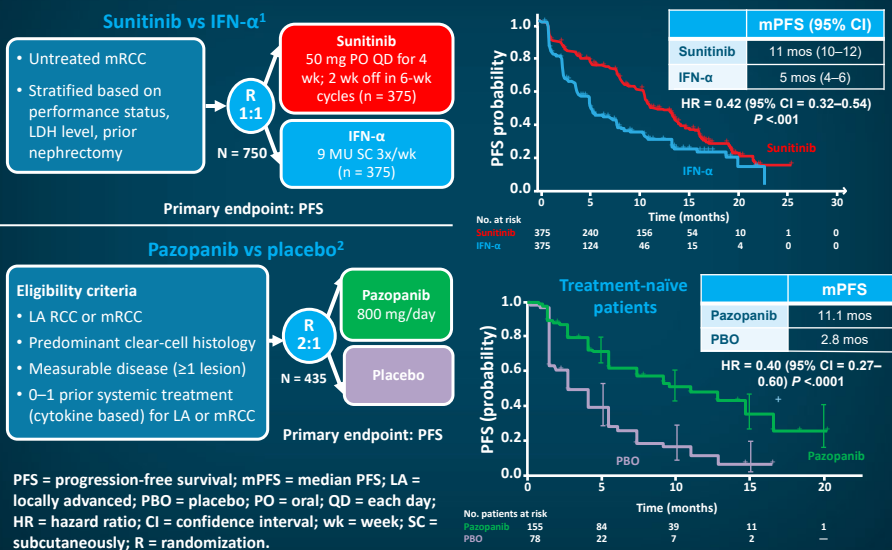 Sunitinib vs IFN-α1
• Untreated mRCC
• Stratified based on
performance status,
LDH level, prior
nephrectomy
R
1:1
N = 750
Sunitinib
50 mg PO QD for 4
wk; 2 wk off in 6-wk
cycles (n = 375)
IFN-α
9 MU SC 3x/wk
(n = 375)
Primary endpoint: PFS
PFS probability
1.0
0.8
0.6
0.4
0.2
0.0
0 5 10 15 20 25 30
Time (months)
Sunitinib
IFN-α
mPFS (95% CI)
Sunitinib 11 mos (10–12)
IFN-α 5 mos (4–6)
HR = 0.42 (95% CI = 0.32–0.54)
P <.001
No. at risk
Sunitinib 375 240 156 54 10 1 0
IFN-α 375 124 46 15 4 0 0
Pazopanib vs placebo2
Eligibility criteria
• LA RCC or mRCC
• Predominant clear-cell histology
• Measurable disease (≥1 lesion)
• 0–1 prior systemic treatment
(cytokine based) for LA or mRCC
R
2:1
N = 435
Pazopanib
800 mg/day
Placebo
Primary endpoint: PFS
Treatment-naïve
patients
PFS (probability)
1.0
0.8
0.6
0.4
0.2
0.0
0 5 10 15 20
Time (months)
PBO
Pazopanib
mPFS
Pazopanib 11.1 mos
PBO 2.8 mos
HR = 0.40 (95% CI = 0.27–
0.60) P <.0001
No. patients at risk
Pazopanib 155 84 39 11 1
PBO 78 22 7 2 —
PFS = progression-free survival; mPFS = median PFS; LA =
locally advanced; PBO = placebo; PO = oral; QD = each day;
HR = hazard ratio; CI = confidence interval; wk = week; SC =
subcutaneously; R = randomization.